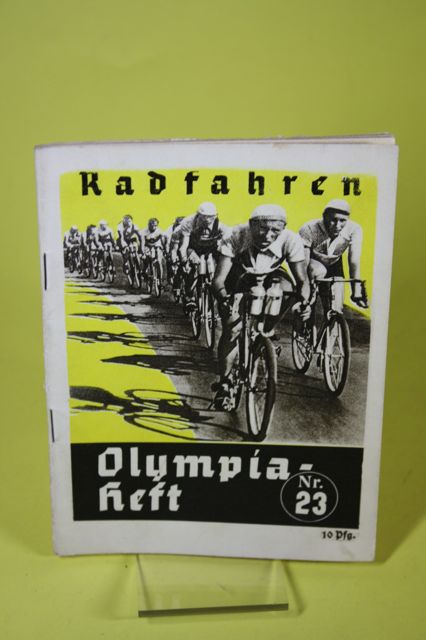 Radfahren
Olympia-
Heft
Nr.
23
10 Pfg.